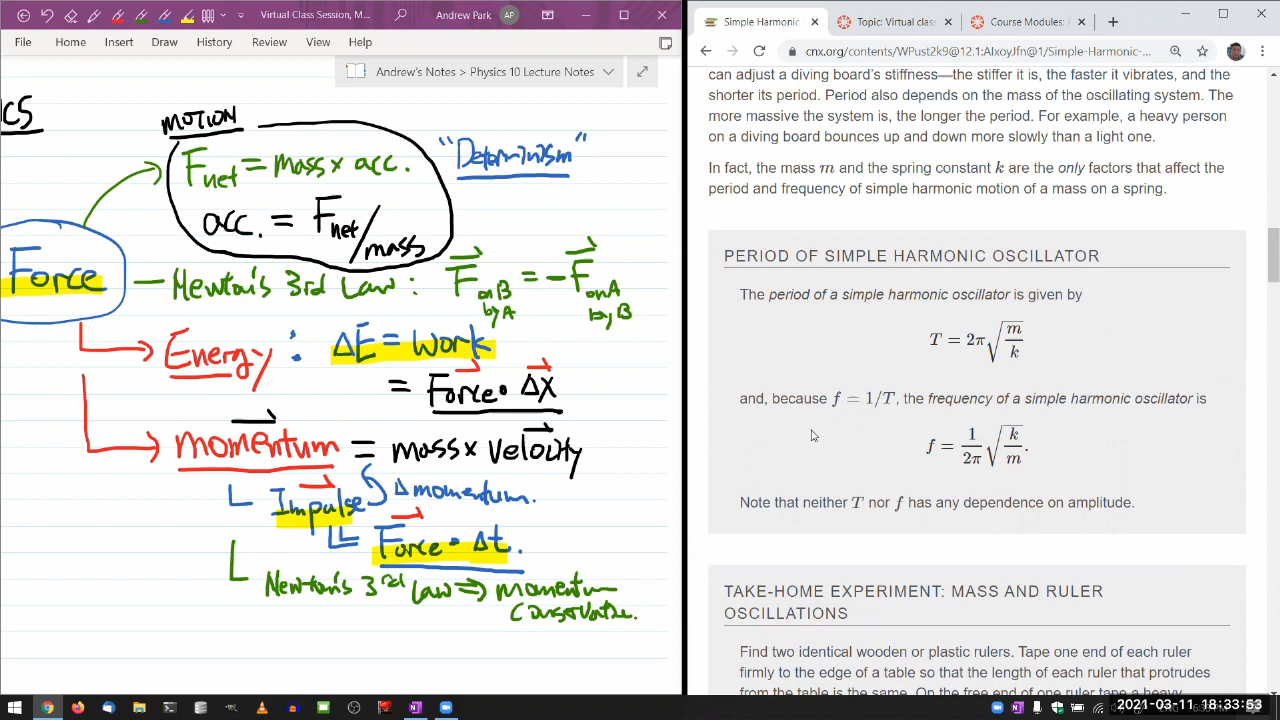 Virtual Class Session, M...
Andrew Park
AP
File Home Insert Draw History Review View Help
Andrew's Notes » Physics 10 Lecture Notes
CS
MOTION
Fnet = mass x acc.
acc. = Fnet/mass
"Determinism"
Force
— Newton's 3rd Law : F on B by A = -F on A by B
Energy : ΔE = Work
= Force · Δx
momentum = mass x velocity
Impulse Δmomentum.
Force · Δt.
Newton's 3rd Law ⇒ momentum
Conservation.
Simple Harmonic
Topic: Virtual clas
Course Modules: P
cnx.org/contents/WPust2k9@12.1:AIxoyJfn@1/Simple-Harmonic-...
can adjust a diving board's stiffness—the stiffer it is, the faster it vibrates, and the
shorter its period. Period also depends on the mass of the oscillating system. The
more massive the system is, the longer the period. For example, a heavy person
on a diving board bounces up and down more slowly than a light one.
In fact, the mass m and the spring constant k are the only factors that affect the
period and frequency of simple harmonic motion of a mass on a spring.
PERIOD OF SIMPLE HARMONIC OSCILLATOR
The period of a simple harmonic oscillator is given by
T = 2π√(m/k)
and, because f = 1/T, the frequency of a simple harmonic oscillator is
f = 1/2π √(k/m).
Note that neither T nor f has any dependence on amplitude.
TAKE-HOME EXPERIMENT: MASS AND RULER
OSCILLATIONS
Find two identical wooden or plastic rulers. Tape one end of each ruler
firmly to the edge of a table so that the length of each ruler that protrudes
from the table is the same. On the free end of one ruler tape a heavy
2021-03-11 18:33:53